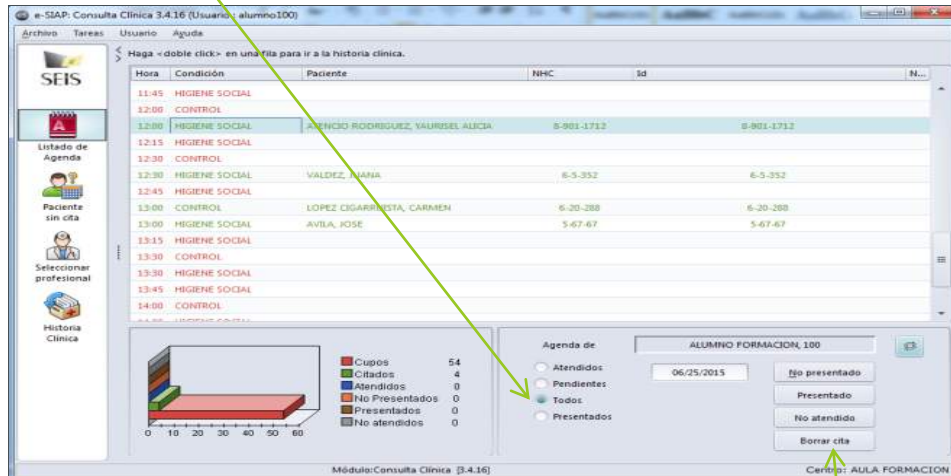 e-SIAP: Consulta Clínica 3.4.16 (Usuario: alumno100)
Archivo Tareas Usuario Ayuda
SEIS
Haga <doble click> en una fila para ir a la historia clínica.
Hora Condición Paciente NHC Id N...
11:45 HIGIENE SOCIAL
12:00 CONTROL
12:00 HIGIENE SOCIAL ATENCIO RODRIGUEZ, YAURISEL ALICIA 8-901-1712 8-901-1712
12:15 HIGIENE SOCIAL
12:30 CONTROL
12:30 HIGIENE SOCIAL VALDEZ, JUANA 6-5-352 6-5-352
12:45 HIGIENE SOCIAL
13:00 CONTROL LOPEZ CIGARRUISTA, CARMEN 6-20-288 6-20-288
13:00 HIGIENE SOCIAL AVILA, JOSE 5-67-67 5-67-67
13:15 HIGIENE SOCIAL
13:30 CONTROL
13:30 HIGIENE SOCIAL
13:45 HIGIENE SOCIAL
14:00 CONTROL
Listado de
Agenda
Paciente
sin cita
Seleccionar
profesional
Historia
Clínica
Cupos 54
Citados 4
Atendidos 0
No Presentados 0
Presentados 0
No atendidos 0
0 10 20 30 40 50 60
Agenda de ALUMNO FORMACION, 100
Atendidos
Pendientes
Todos
Presentados
06/25/2015
No presentado
Presentado
No atendido
Borrar cita
Módulo:Consulta Clínica [3.4.16]
Centro: AULA FORMACION